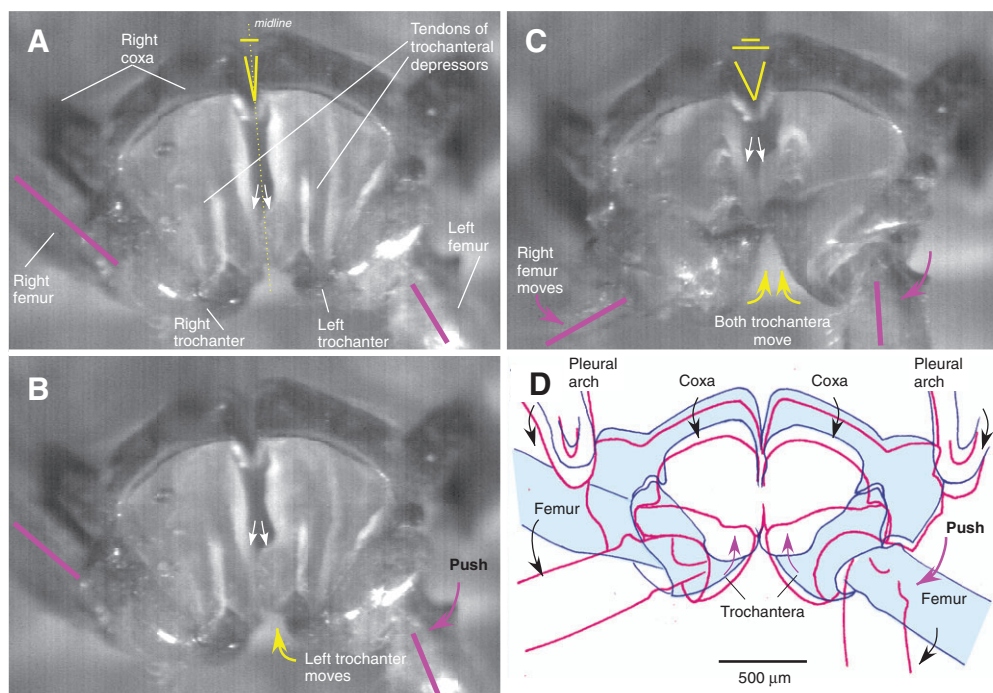 A
midline
Right
coxa
Tendons of
trochanteral
depressors
Left
femur
Right
femur
Right
trochanter
Left
trochanter
B
Push
Left trochanter
moves
C
Right
femur
moves
Both trochantera
move
D
Pleural
arch
Coxa
Coxa
Pleural
arch
Femur
Push
Femur
Trochantera
500 μm